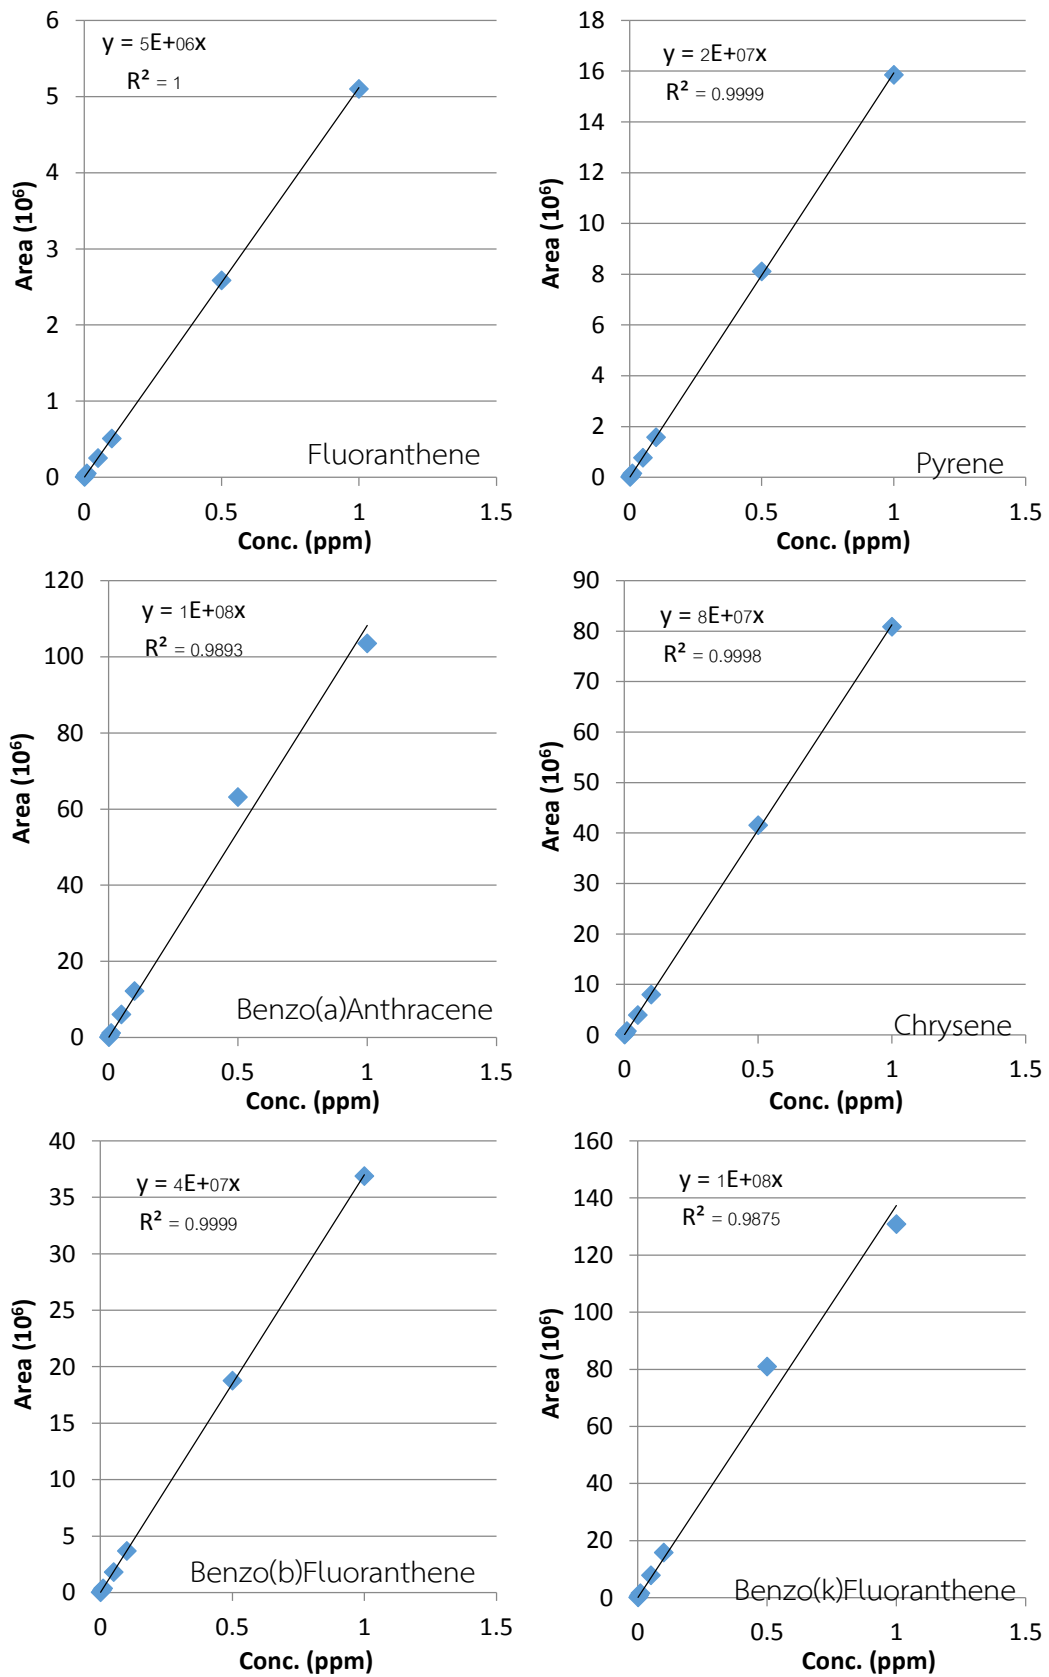 y = 5E+06x
R² = 1
6
5
4
3
2
1
0
Area (10⁶)
Fluoranthene
0
0.5
1
1.5
Conc. (ppm)
y = 2E+07x
R² = 0.9999
18
16
14
12
10
8
6
4
2
0
Area (10⁶)
Pyrene
0
0.5
1
1.5
Conc. (ppm)
y = 1E+08x
R² = 0.9893
120
100
80
60
40
20
0
Area (10⁶)
Benzo(a)Anthracene
0
0.5
1
1.5
Conc. (ppm)
y = 8E+07x
R² = 0.9998
90
80
70
60
50
40
30
20
10
0
Area (10⁶)
Chrysene
0
0.5
1
1.5
Conc. (ppm)
y = 4E+07x
R² = 0.9999
40
35
30
25
20
15
10
5
0
Area (10⁶)
Benzo(b)Fluoranthene
0
0.5
1
1.5
Conc. (ppm)
y = 1E+08x
R² = 0.9875
160
140
120
100
80
60
40
20
0
Area (10⁶)
Benzo(k)Fluoranthene
0
0.5
1
1.5
Conc. (ppm)